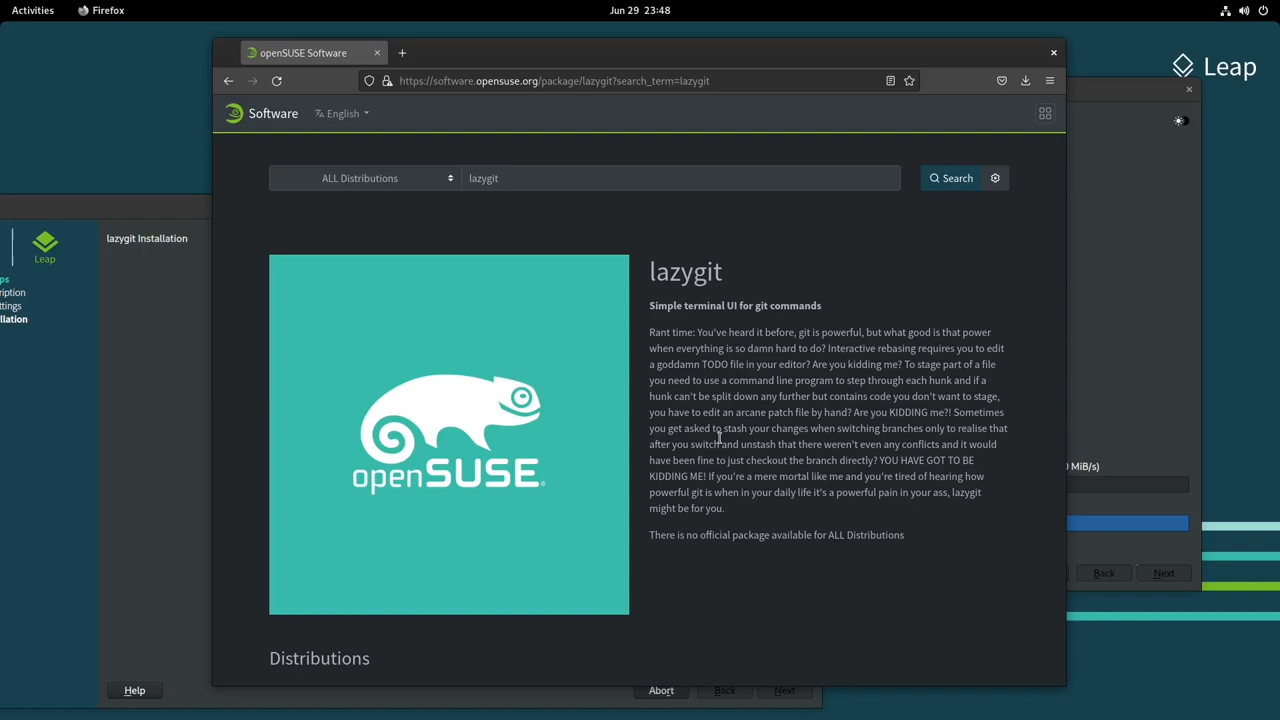 Activities
Firefox
Jun 29 23:48
Leap
openSUSE Software
https://software.opensuse.org/package/lazygit?search_term=lazygit
Software
English
ALL Distributions
lazygit
Search
lazygit
Simple terminal UI for git commands
Rant time: You've heard it before, git is powerful, but what good is that power
when everything is so damn hard to do? Interactive rebasing requires you to edit
a goddamn TODO file in your editor? Are you kidding me? To stage part of a file
you need to use a command line program to step through each hunk and if a
hunk can't be split down any further but contains code you don't want to stage,
you have to edit an arcane patch file by hand? Are you KIDDING me?! Sometimes
you get asked to stash your changes when switching branches only to realise that
after you switch and unstash that there weren't even any conflicts and it would
have been fine to just checkout the branch directly? YOU HAVE GOT TO BE
KIDDING ME! If you're a mere mortal like me and you're tired of hearing how
powerful git is when in your daily life it's a powerful pain in your ass, lazygit
might be for you.
There is no official package available for ALL Distributions
openSUSE
Distributions
lazygit Installation
Leap
ps
ription
ttings
llation
Help
Abort
Back
Next
0 MiB/s)
Back
Next